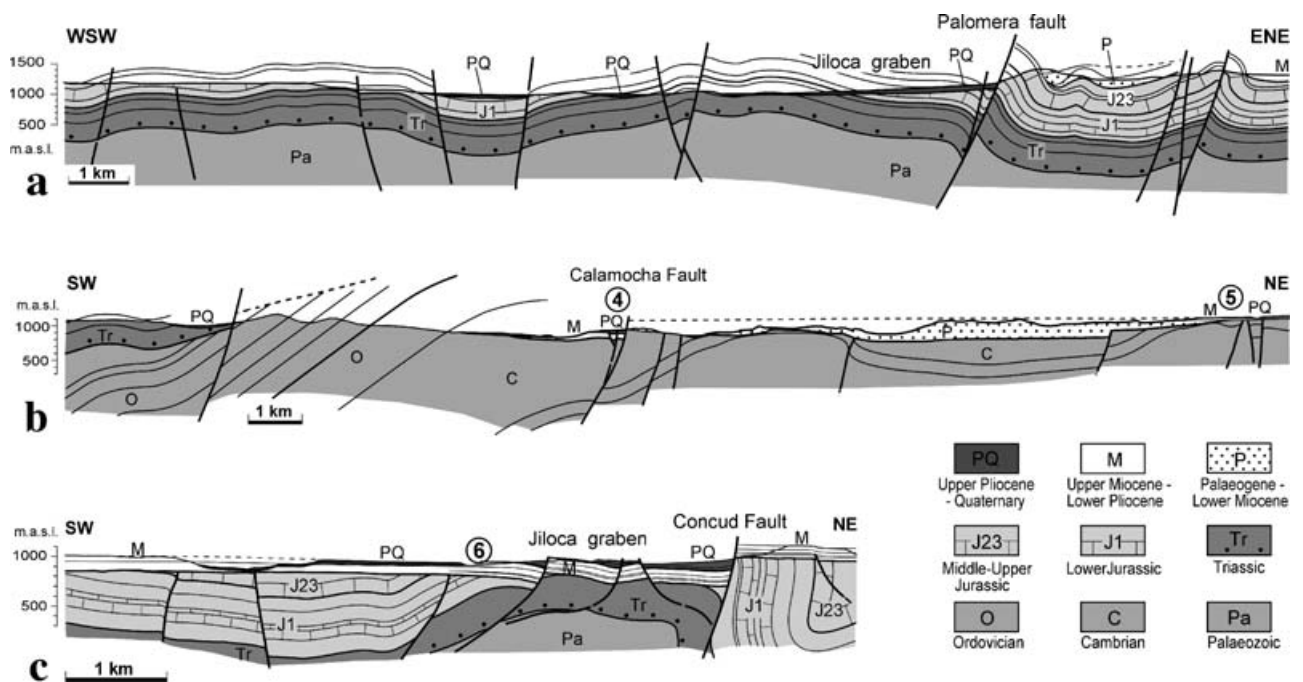 Palomera fault
WSW
P
ENE
1500
PQ
PQ
Jiloca graben
PQ
M
1000
J23
500
J1
J1
Tr
m.a.s.l.
Pa
Pa
Tr
1 km
a
SW
Calamocha Fault
NE
m.a.s.l.
PQ
4
M
5
PQ
1000
M
PQ
Tr
P
500
O
C
C
O
b
1 km
PQ
M
P
Upper Pliocene
- Quaternary
Upper Miocene -
Lower Pliocene
Palaeogene -
Lower Miocene
SW
Concud Fault
NE
m.a.s.l.
M
Jiloca graben
M
PQ
6
PQ
1000
M
J23
J1
Tr
Middle-Upper
Jurassic
LowerJurassic
Triassic
J23
500
J1
Tr
J1
J23
Pa
Tr
c
1 km
O
C
Pa
Ordovician
Cambrian
Palaeozoic